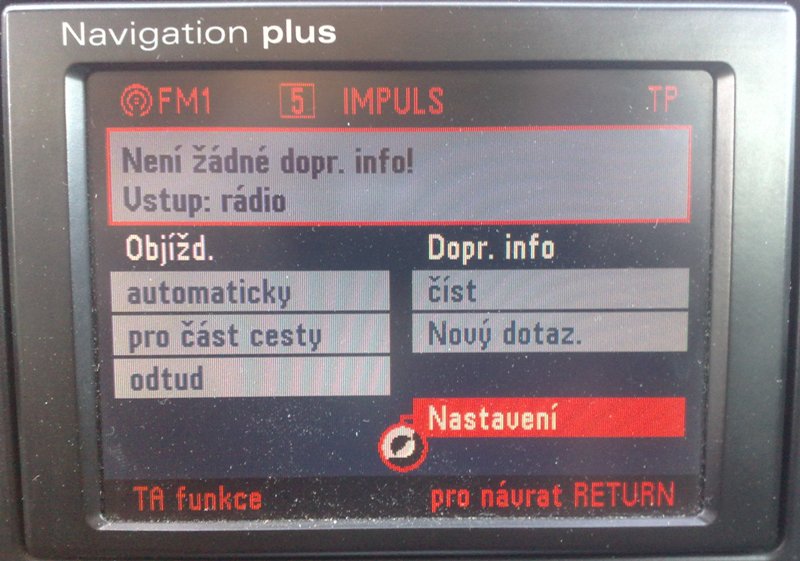 Navigation plus
FM1 5 IMPULS TP
Není žádné dopr. info!
Vstup: rádio
Objížd. Dopr. info
automaticky číst
pro část cesty Nový dotaz.
odtud
Nastavení
TA funkce pro návrat RETURN